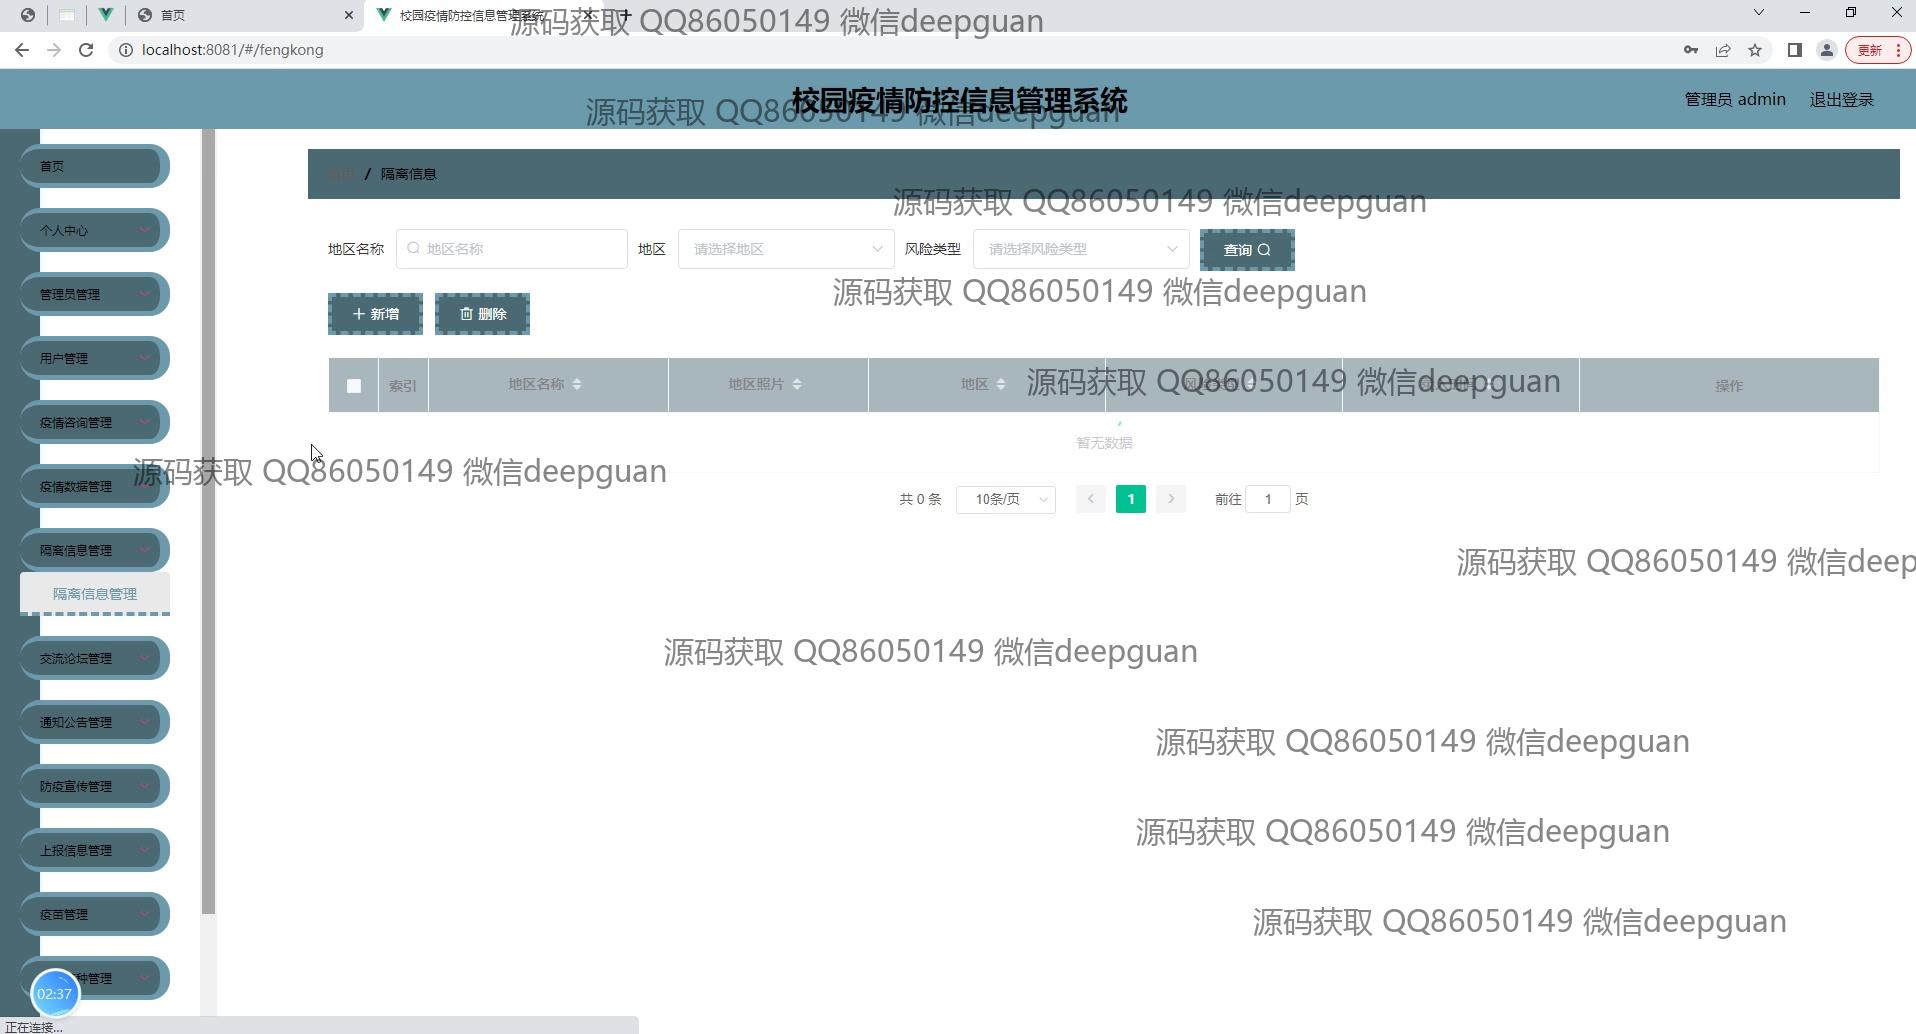 首页
校园疫情防控信息管理系统
源码获取 QQ86050149 微信deepguan
localhost:8081/#/fengkong
更新
校园疫情防控信息管理系统
源码获取 QQ86050149 微信deepguan
管理员 admin 退出登录
首页
首页 / 隔离信息
源码获取 QQ86050149 微信deepguan
个人中心
地区名称 地区名称 地区 请选择地区 风险类型 请选择风险类型 查询
管理员管理
源码获取 QQ86050149 微信deepguan
新增 删除
用户管理
索引 地区名称 地区照片 地区 操作
源码获取 QQ86050149 微信deepguan
疫情咨询管理
暂无数据
源码获取 QQ86050149 微信deepguan
疫情数据管理
共 0 条 10条/页 1 前往 1 页
隔离信息管理
源码获取 QQ86050149 微信deep
隔离信息管理
交流论坛管理
源码获取 QQ86050149 微信deepguan
通知公告管理
源码获取 QQ86050149 微信deepguan
防疫宣传管理
源码获取 QQ86050149 微信deepguan
上报信息管理
疫苗管理
源码获取 QQ86050149 微信deepguan
种管理
02:37
正在连接...